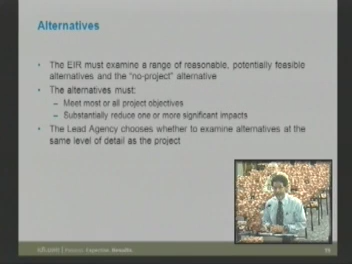 Alternatives
• The EIR must examine a range of reasonable, potentially feasible
alternatives and the "no-project" alternative
• The alternatives must:
– Meet most or all project objectives
– Substantially reduce one or more significant impacts
• The Lead Agency chooses whether to examine alternatives at the
same level of detail as the project
Expertise. Results.